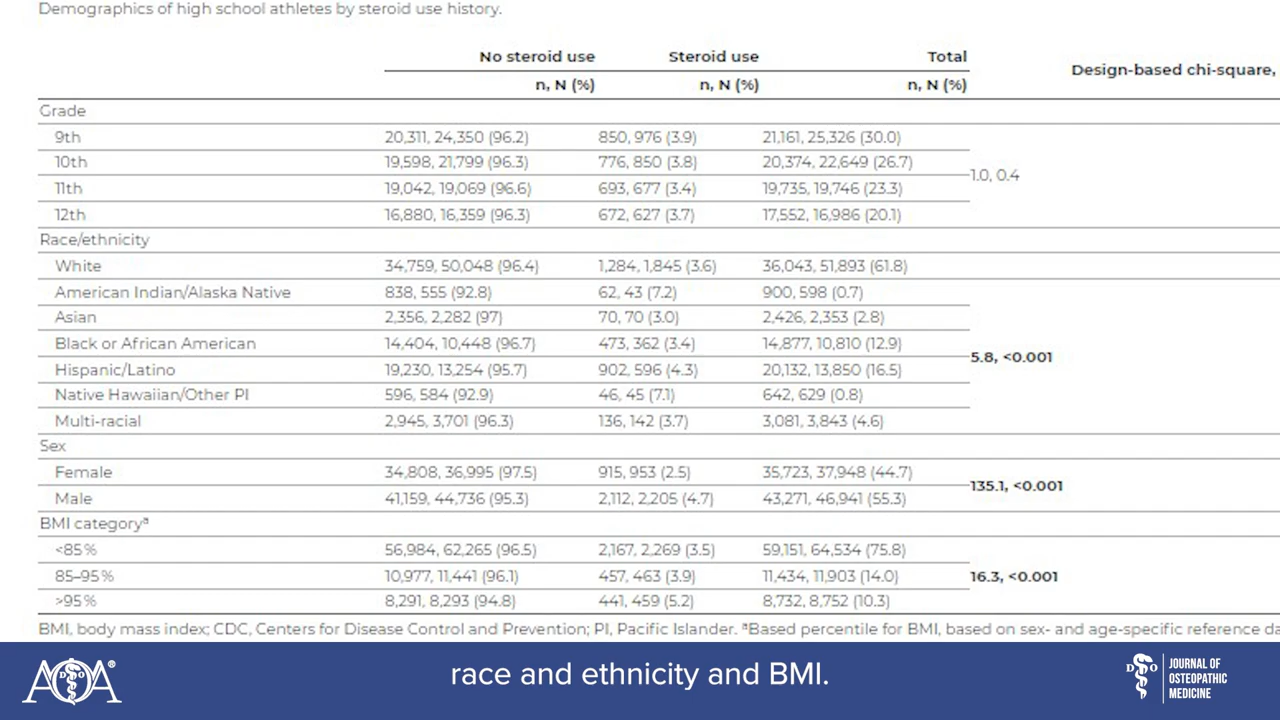 Demographics of high school athletes by steroid use history.
No steroid use Steroid use Total Design-based chi-square,
n, N (%) n, N (%) n, N (%)
Grade
9th 20,311, 24,350 (96.2) 850, 976 (3.9) 21,161, 25,326 (30.0)
10th 19,598, 21,799 (96.3) 776, 850 (3.8) 20,374, 22,649 (26.7)
1.0, 0.4
11th 19,042, 19,069 (96.6) 693, 677 (3.4) 19,735, 19,746 (23.3)
12th 16,880, 16,359 (96.3) 672, 627 (3.7) 17,552, 16,986 (20.1)
Race/ethnicity
White 34,759, 50,048 (96.4) 1,284, 1,845 (3.6) 36,043, 51,893 (61.8)
American Indian/Alaska Native 838, 555 (92.8) 62, 43 (7.2) 900, 598 (0.7)
Asian 2,356, 2,282 (97) 70, 70 (3.0) 2,426, 2,353 (2.8)
Black or African American 14,404, 10,448 (96.7) 473, 362 (3.4) 14,877, 10,810 (12.9)
5.8, <0.001
Hispanic/Latino 19,230, 13,254 (95.7) 902, 596 (4.3) 20,132, 13,850 (16.5)
Native Hawaiian/Other PI 596, 584 (92.9) 46, 45 (7.1) 642, 629 (0.8)
Multi-racial 2,945, 3,701 (96.3) 136, 142 (3.7) 3,081, 3,843 (4.6)
Sex
Female 34,808, 36,995 (97.5) 915, 953 (2.5) 35,723, 37,948 (44.7)
135.1, <0.001
Male 41,159, 44,736 (95.3) 2,112, 2,205 (4.7) 43,271, 46,941 (55.3)
BMI categoryᵃ
<85 % 56,984, 62,265 (96.5) 2,167, 2,269 (3.5) 59,151, 64,534 (75.8)
85–95 % 10,977, 11,441 (96.1) 457, 463 (3.9) 11,434, 11,903 (14.0) 16.3, <0.001
>95 % 8,291, 8,293 (94.8) 441, 459 (5.2) 8,732, 8,752 (10.3)
BMI, body mass index; CDC, Centers for Disease Control and Prevention; PI, Pacific Islander. ᵃBased percentile for BMI, based on sex- and age-specific reference da
AOA®
D O
race and ethnicity and BMI.
D O
JOURNAL OF
OSTEOPATHIC
MEDICINE